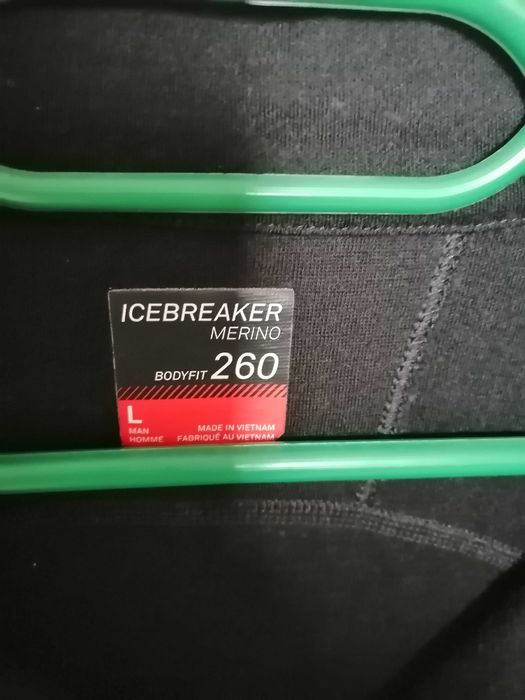 ICEBREAKER
MERINO
BODYFIT 260
L
MAN MADE IN VIETNAM
HOMME FABRIQUÉ AU VIETNAM